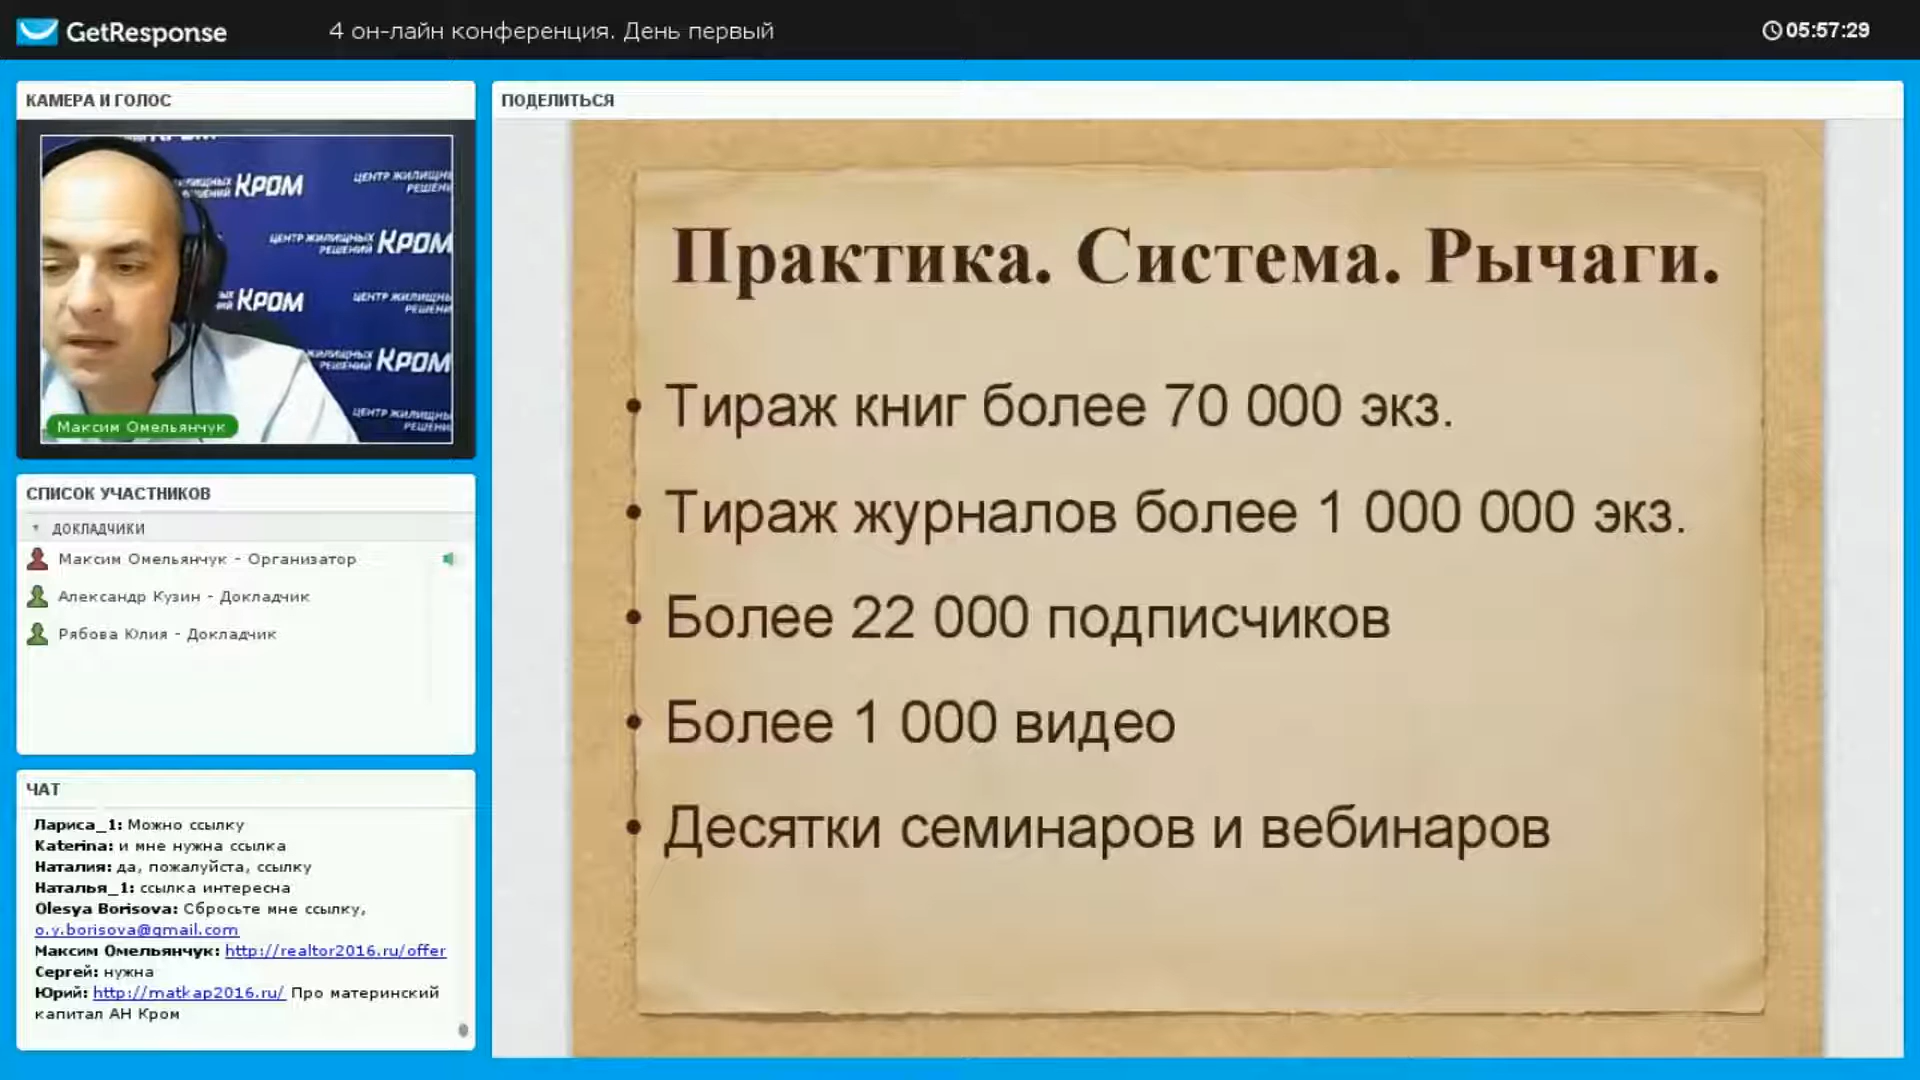 GetResponse
4 он-лайн конференция. День первый
05:57:29
КАМЕРА И ГОЛОС
КРОМ
ЦЕНТР ЖИЛИЩНЫХ РЕШЕНИЙ КРОМ
КРОМ
КРОМ
Максим Омельянчук
СПИСОК УЧАСТНИКОВ
ДОКЛАДЧИКИ
Максим Омельянчук - Организатор
Александр Кузин - Докладчик
Рябова Юлия - Докладчик
ЧАТ
Лариса_1: Можно ссылку
Katerina: и мне нужна ссылка
Наталия: да, пожалуйста, ссылку
Наталья_1: ссылка интересна
Olesya Borisova: Сбросьте мне ссылку,
o.y.borisova@gmail.com
Максим Омельянчук: http://realtor2016.ru/offer
Сергей: нужна
Юрий: http://matkap2016.ru/ Про материнский
капитал АН Кром
ПОДЕЛИТЬСЯ
Практика. Система. Рычаги.
• Тираж книг более 70 000 экз.
• Тираж журналов более 1 000 000 экз.
• Более 22 000 подписчиков
• Более 1 000 видео
• Десятки семинаров и вебинаров